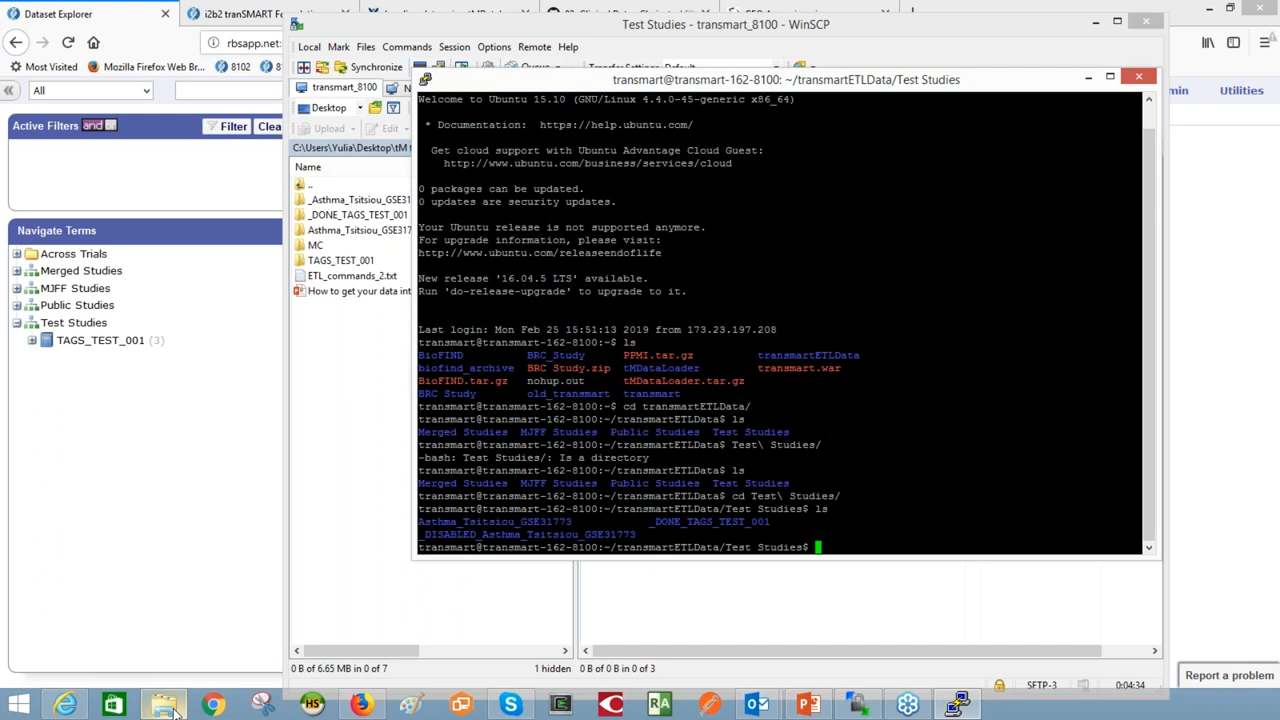 Dataset Explorer
i2b2 tranSMART Fo
Test Studies - transmart_8100 - WinSCP
rbsapp.net:
Most Visited
Mozilla Firefox Web Br...
8102
Local Mark Files Commands Session Options Remote Help
Synchronize
Queue
Transfer Settings Default
All
Utilities
transmart_8100
Desktop
Upload
Edit
C:\Users\Yulia\Desktop\tM
Name
..
_Asthma_Tsitsiou_GSE31
_DONE_TAGS_TEST_001
Asthma_Tsitsiou_GSE317
MC
TAGS_TEST_001
ETL_commands_2.txt
How to get your data int
Active Filters and or
Filter
Clea
Navigate Terms
Across Trials
Merged Studies
MJFF Studies
Public Studies
Test Studies
TAGS_TEST_001 (3)
transmart@transmart-162-8100: ~/transmartETLData/Test Studies
Welcome to Ubuntu 15.10 (GNU/Linux 4.4.0-45-generic x86_64)
* Documentation: https://help.ubuntu.com/
Get cloud support with Ubuntu Advantage Cloud Guest:
http://www.ubuntu.com/business/services/cloud
0 packages can be updated.
0 updates are security updates.
Your Ubuntu release is not supported anymore.
For upgrade information, please visit:
http://www.ubuntu.com/releaseendoflife
New release '16.04.5 LTS' available.
Run 'do-release-upgrade' to upgrade to it.
Last login: Mon Feb 25 15:51:13 2019 from 173.23.197.208
transmart@transmart-162-8100:~$ ls
BioFIND BRC_Study PPMI.tar.gz transmartETLData
biofind_archive BRC Study.zip tMDataLoader transmart.war
BioFIND.tar.gz nohup.out tMDataLoader.tar.gz
BRC Study old_transmart transmart
transmart@transmart-162-8100:~$ cd transmartETLData/
transmart@transmart-162-8100:~/transmartETLData$ ls
Merged Studies MJFF Studies Public Studies Test Studies
transmart@transmart-162-8100:~/transmartETLData$ Test\ Studies/
-bash: Test Studies/: Is a directory
transmart@transmart-162-8100:~/transmartETLData$ ls
Merged Studies MJFF Studies Public Studies Test Studies
transmart@transmart-162-8100:~/transmartETLData$ cd Test\ Studies/
transmart@transmart-162-8100:~/transmartETLData/Test Studies$ ls
Asthma_Tsitsiou_GSE31773 _DONE_TAGS_TEST_001
_DISABLED_Asthma_Tsitsiou_GSE31773
transmart@transmart-162-8100:~/transmartETLData/Test Studies$
0 B of 6.65 MB in 0 of 7
1 hidden
0 B of 0 B in 0 of 3
SFTP-3
0:04:34
Report a problem